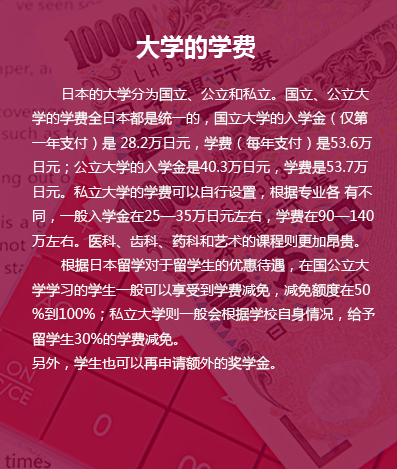 ve seen so
10000
大学的学费
aper, ar
日本的大学分为国立、公立和私立。国立、公立大
学的学费全日本都是统一的，国立大学的入学金（仅第
一年支付）是 28.2万日元，学费（每年支付）是53.6万
日元；公立大学的入学金是40.3万日元，学费是53.7万
日元。私立大学的学费可以自行设置，根据专业各 有不
同，一般入学金在25—35万日元左右，学费在90—140
万左右。医科、齿科、药科和艺术的课程则更加昂贵。
根据日本留学对于留学生的优惠待遇，在国公立大
学学习的学生一般可以享受到学费减免，减免额度在50
%到100%；私立大学则一般会根据学校自身情况，给予
留学生30%的学费减免。
另外，学生也可以再申请额外的奖学金。
ON
/CE
0
times